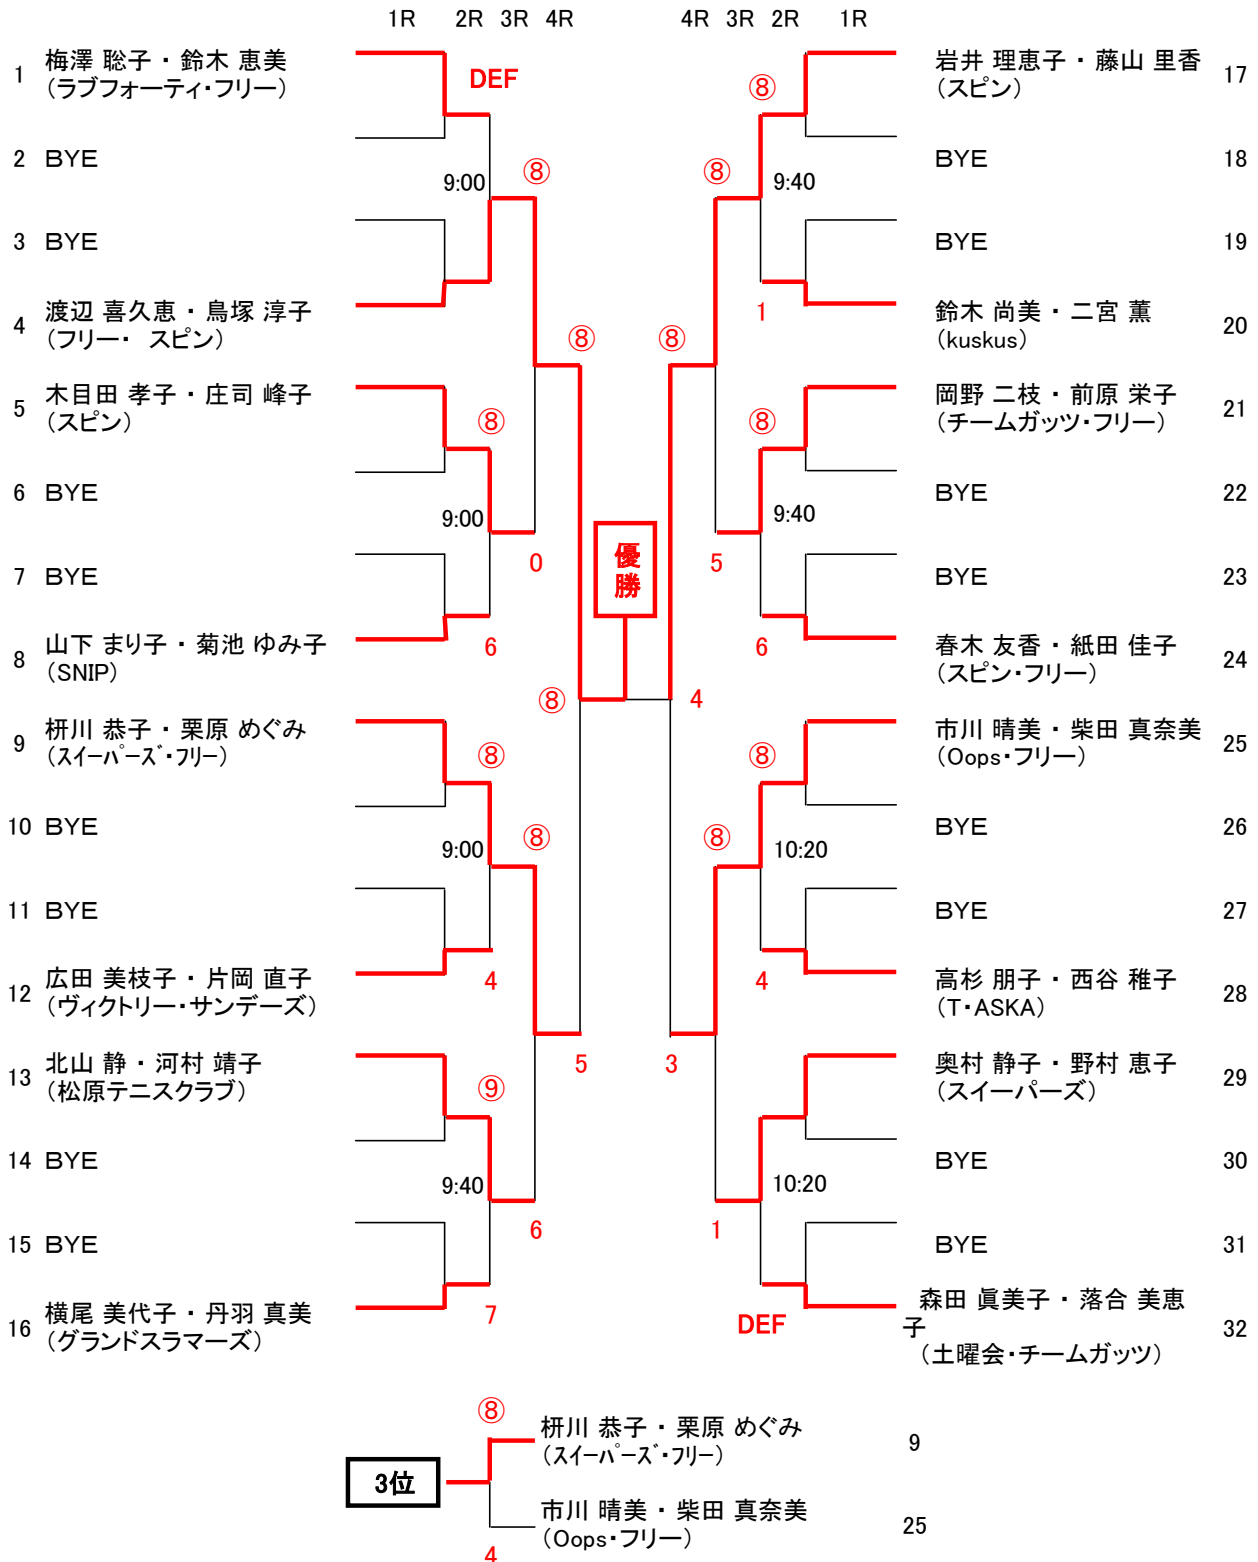 1R 2R 3R 4R 4R 3R 2R 1R
1 梅澤 聡子 ・ 鈴木 恵美
(ラブフォーティ・フリー)
DEF
岩井 理恵子 ・ 藤山 里香 17
(スピン)
⑧
2 BYE
BYE 18
9:00 ⑧ ⑧ 9:40
3 BYE
BYE 19
4 渡辺 喜久恵 ・ 鳥塚 淳子
(フリー・ スピン)
1
鈴木 尚美 ・ 二宮 薫 20
(kuskus)
⑧ ⑧
5 木目田 孝子 ・ 庄司 峰子
(スピン)
⑧ ⑧
岡野 二枝 ・ 前原 栄子 21
(チームガッツ・フリー)
6 BYE
BYE 22
9:00 9:40
0 優勝 5
7 BYE
BYE 23
8 山下 まり子 ・ 菊池 ゆみ子
(SNIP)
6 6
春木 友香 ・ 紙田 佳子 24
(スピン・フリー)
⑧ 4
9 枡川 恭子 ・ 栗原 めぐみ
(スイーパーズ・フリー)
⑧ ⑧
市川 晴美 ・ 柴田 真奈美 25
(Oops・フリー)
10 BYE
BYE 26
9:00 ⑧ ⑧ 10:20
11 BYE
BYE 27
12 広田 美枝子 ・ 片岡 直子
(ヴィクトリー・サンデーズ)
4 4
高杉 朋子 ・ 西谷 稚子 28
(T・ASKA)
5 3
13 北山 静 ・ 河村 靖子
(松原テニスクラブ)
⑨
奥村 静子 ・ 野村 恵子 29
(スイーパーズ)
14 BYE
BYE 30
9:40 10:20
6 1
15 BYE
BYE 31
16 横尾 美代子 ・ 丹羽 真美
(グランドスラマーズ)
7
DEF
森田 眞美子 ・ 落合 美恵
子 32
(土曜会・チームガッツ)
⑧
枡川 恭子 ・ 栗原 めぐみ 9
(スイーパーズ・フリー)
3位
市川 晴美 ・ 柴田 真奈美 25
(Oops・フリー)
4